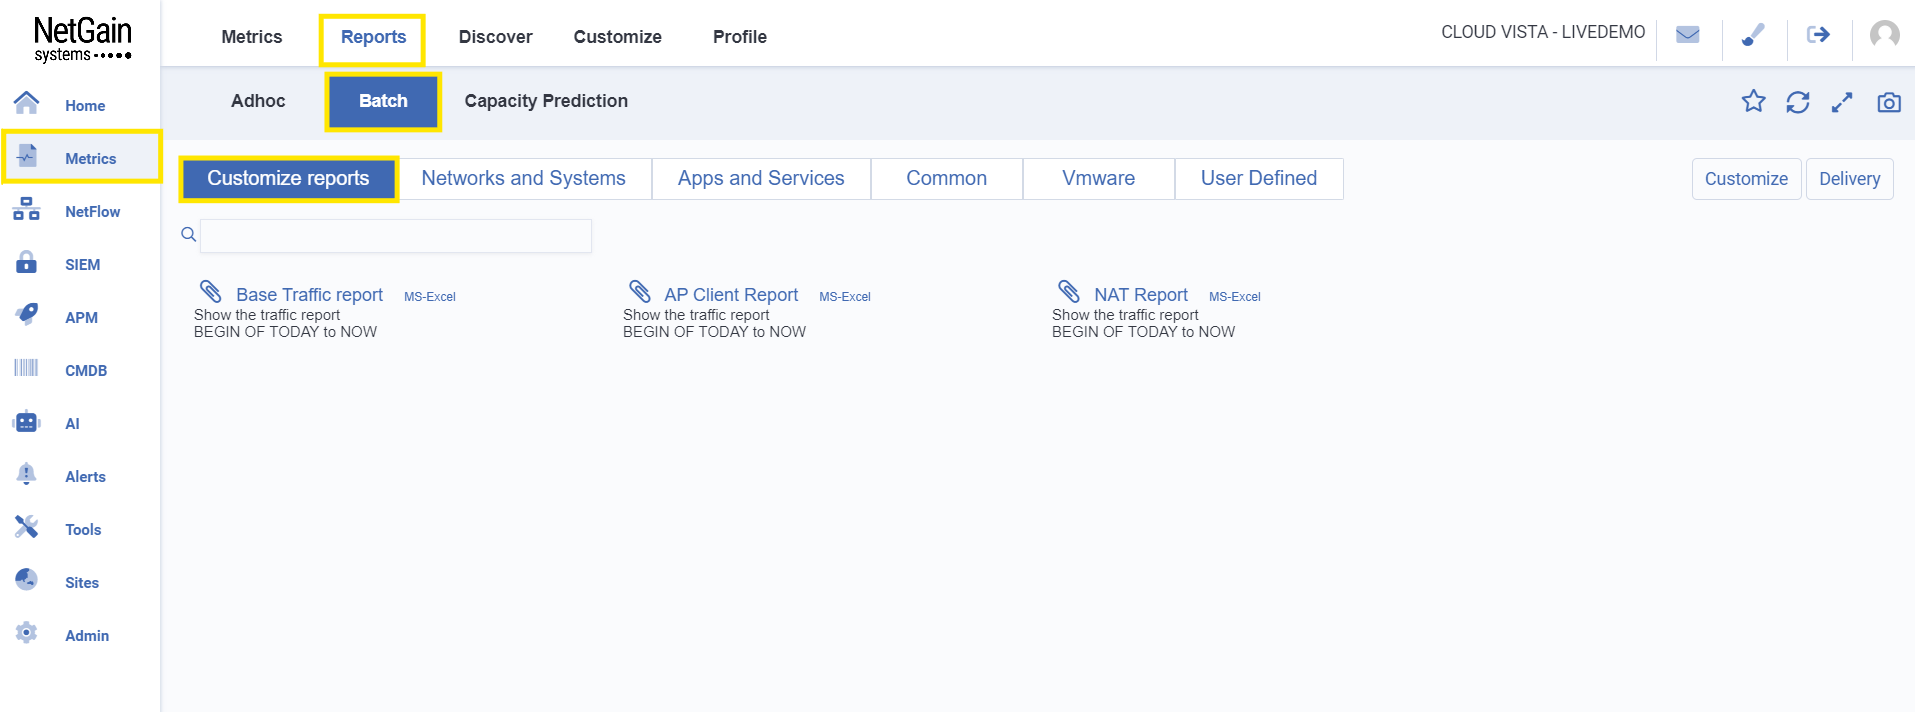 NetGain
systems
Metrics
Reports
Discover
Customize
Profile
CLOUD VISTA - LIVEDEMO
Adhoc
Batch
Capacity Prediction
Home
Metrics
NetFlow
SIEM
APM
CMDB
AI
Alerts
Tools
Sites
Admin
Customize reports
Networks and Systems
Apps and Services
Common
Vmware
User Defined
Customize
Delivery
Base Traffic report MS-Excel
Show the traffic report
BEGIN OF TODAY to NOW
AP Client Report MS-Excel
Show the traffic report
BEGIN OF TODAY to NOW
NAT Report MS-Excel
Show the traffic report
BEGIN OF TODAY to NOW